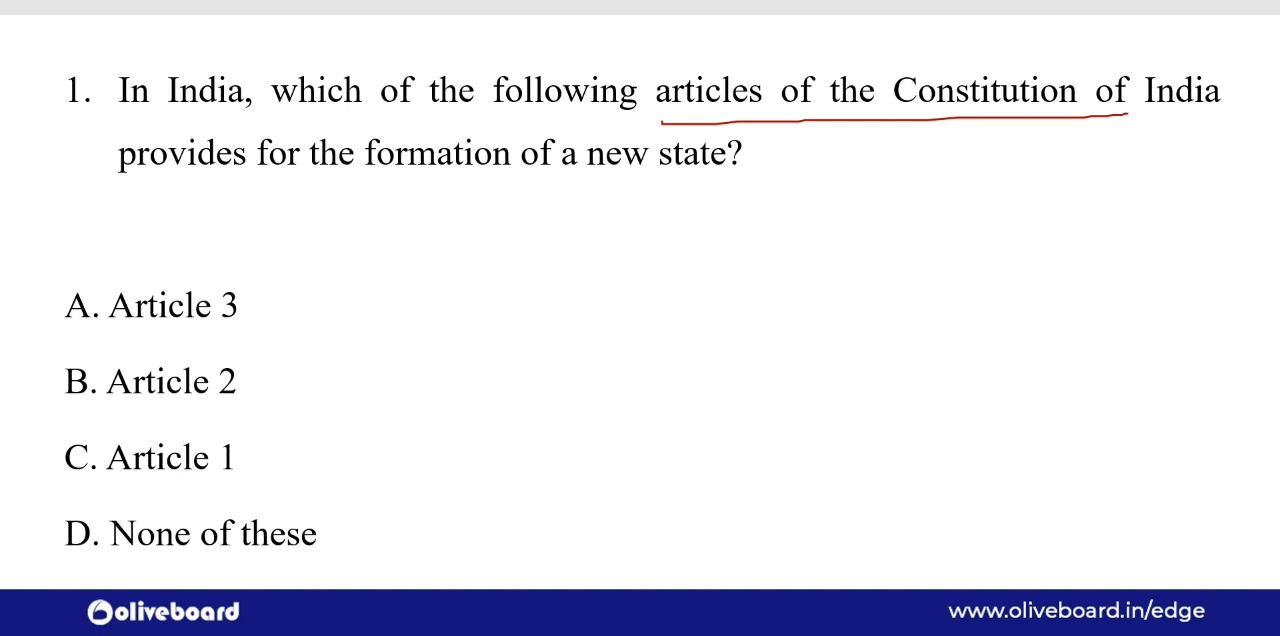 1. In India, which of the following articles of the Constitution of India
provides for the formation of a new state?
A. Article 3
B. Article 2
C. Article 1
D. None of these
oliveboard www.oliveboard.in/edge